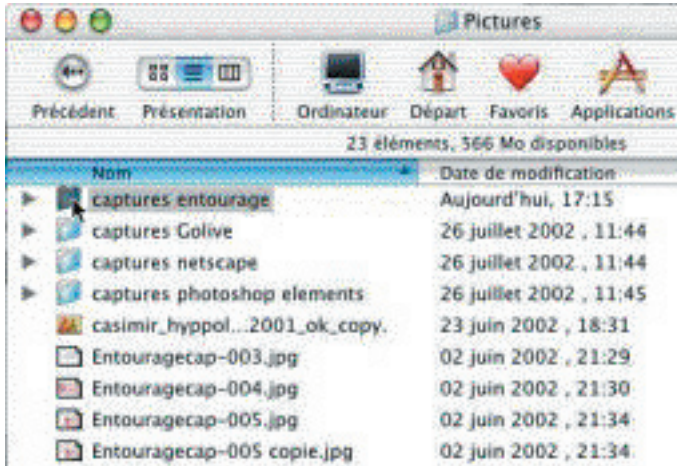 Pictures
Précédent Présentation Ordinateur Départ Favoris Applications
23 éléments, 566 Mo disponibles
Nom Date de modification
captures entourage Aujourd'hui, 17:15
captures Golive 26 juillet 2002 , 11:44
captures netscape 26 juillet 2002 , 11:44
captures photoshop elements 26 juillet 2002 , 11:45
casimir_hyppol...2001_ok_copy. 23 juin 2002 , 18:31
Entouragecap-003.jpg 02 juin 2002 , 21:29
Entouragecap-004.jpg 02 juin 2002 , 21:30
Entouragecap-005.jpg 02 juin 2002 , 21:34
Entouragecap-005 copie.jpg 02 juin 2002 , 21:34